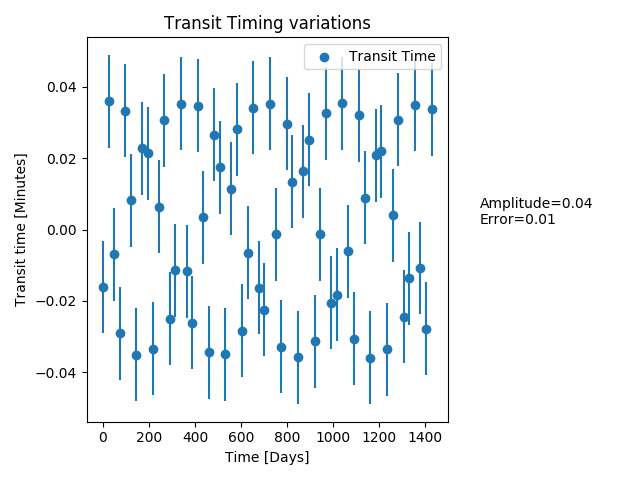 Transit Timing variations
Transit Time
Transit time [Minutes]
0.04
0.02
0.00
−0.02
−0.04
Amplitude=0.04
Error=0.01
0 200 400 600 800 1000 1200 1400
Time [Days]